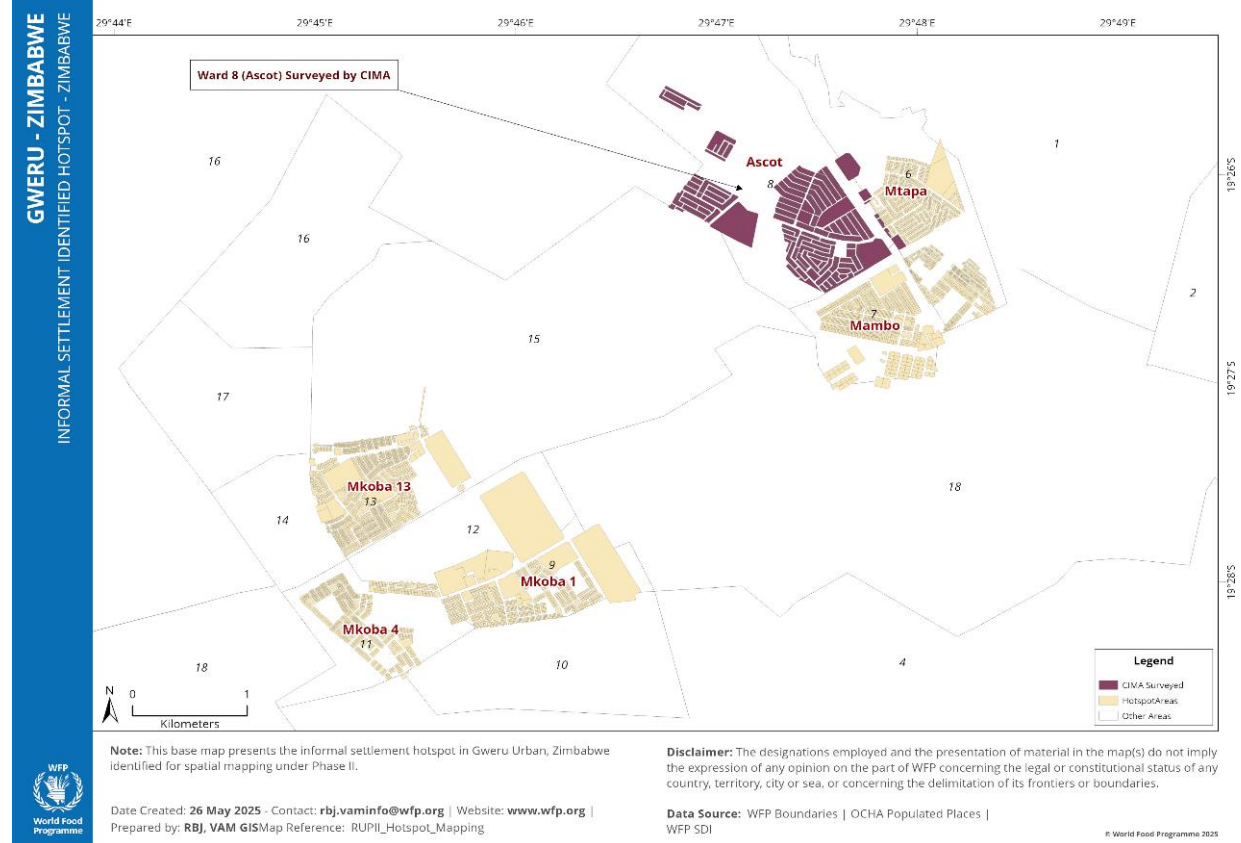 GWERU - ZIMBABWE
INFORMAL SETTLEMENT IDENTIFIED HOTSPOT - ZIMBABWE
29°44'E
29°45'E
29°46'E
29°47'E
29°48'E
29°49'E
Ward 8 (Ascot) Surveyed by CIMA
16
1
19°26'S
Ascot
8
6
Mtapa
16
2
7
Mambo
15
19°27'S
17
Mkoba 13
13
18
14
12
9
Mkoba 1
19°28'S
Mkoba 4
11
18
10
4
N
0
1
Kilometers
Legend
CIMA Surveyed
HotspotAreas
Other Areas
WFP
World Food
Programme
Note: This base map presents the informal settlement hotspot in Gweru Urban, Zimbabwe
identified for spatial mapping under Phase II.
Date Created: 26 May 2025 - Contact: rbj.vaminfo@wfp.org | Website: www.wfp.org |
Prepared by: RBJ, VAM GISMap Reference: RUPII_Hotspot_Mapping
Disclaimer: The designations employed and the presentation of material in the map(s) do not imply
the expression of any opinion on the part of WFP concerning the legal or constitutional status of any
country, territory, city or sea, or concerning the delimitation of its frontiers or boundaries.
Data Source: WFP Boundaries | OCHA Populated Places |
WFP SDI
© World Food Programme 2025